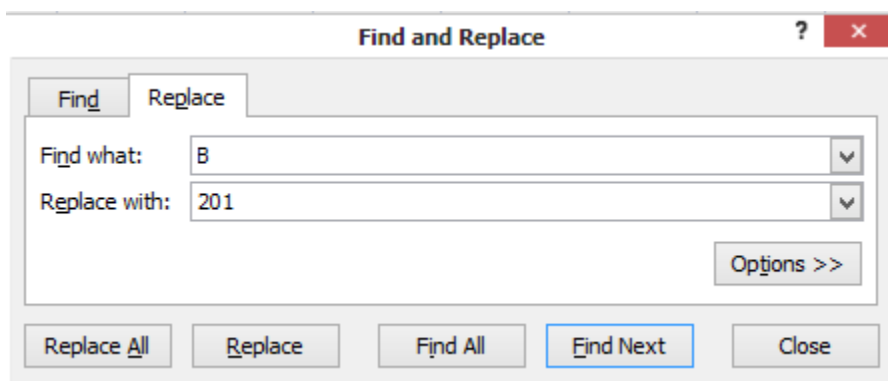 Find and Replace ? ×
Find Replace
Find what: B
Replace with: 201
Options >>
Replace All Replace Find All Find Next Close